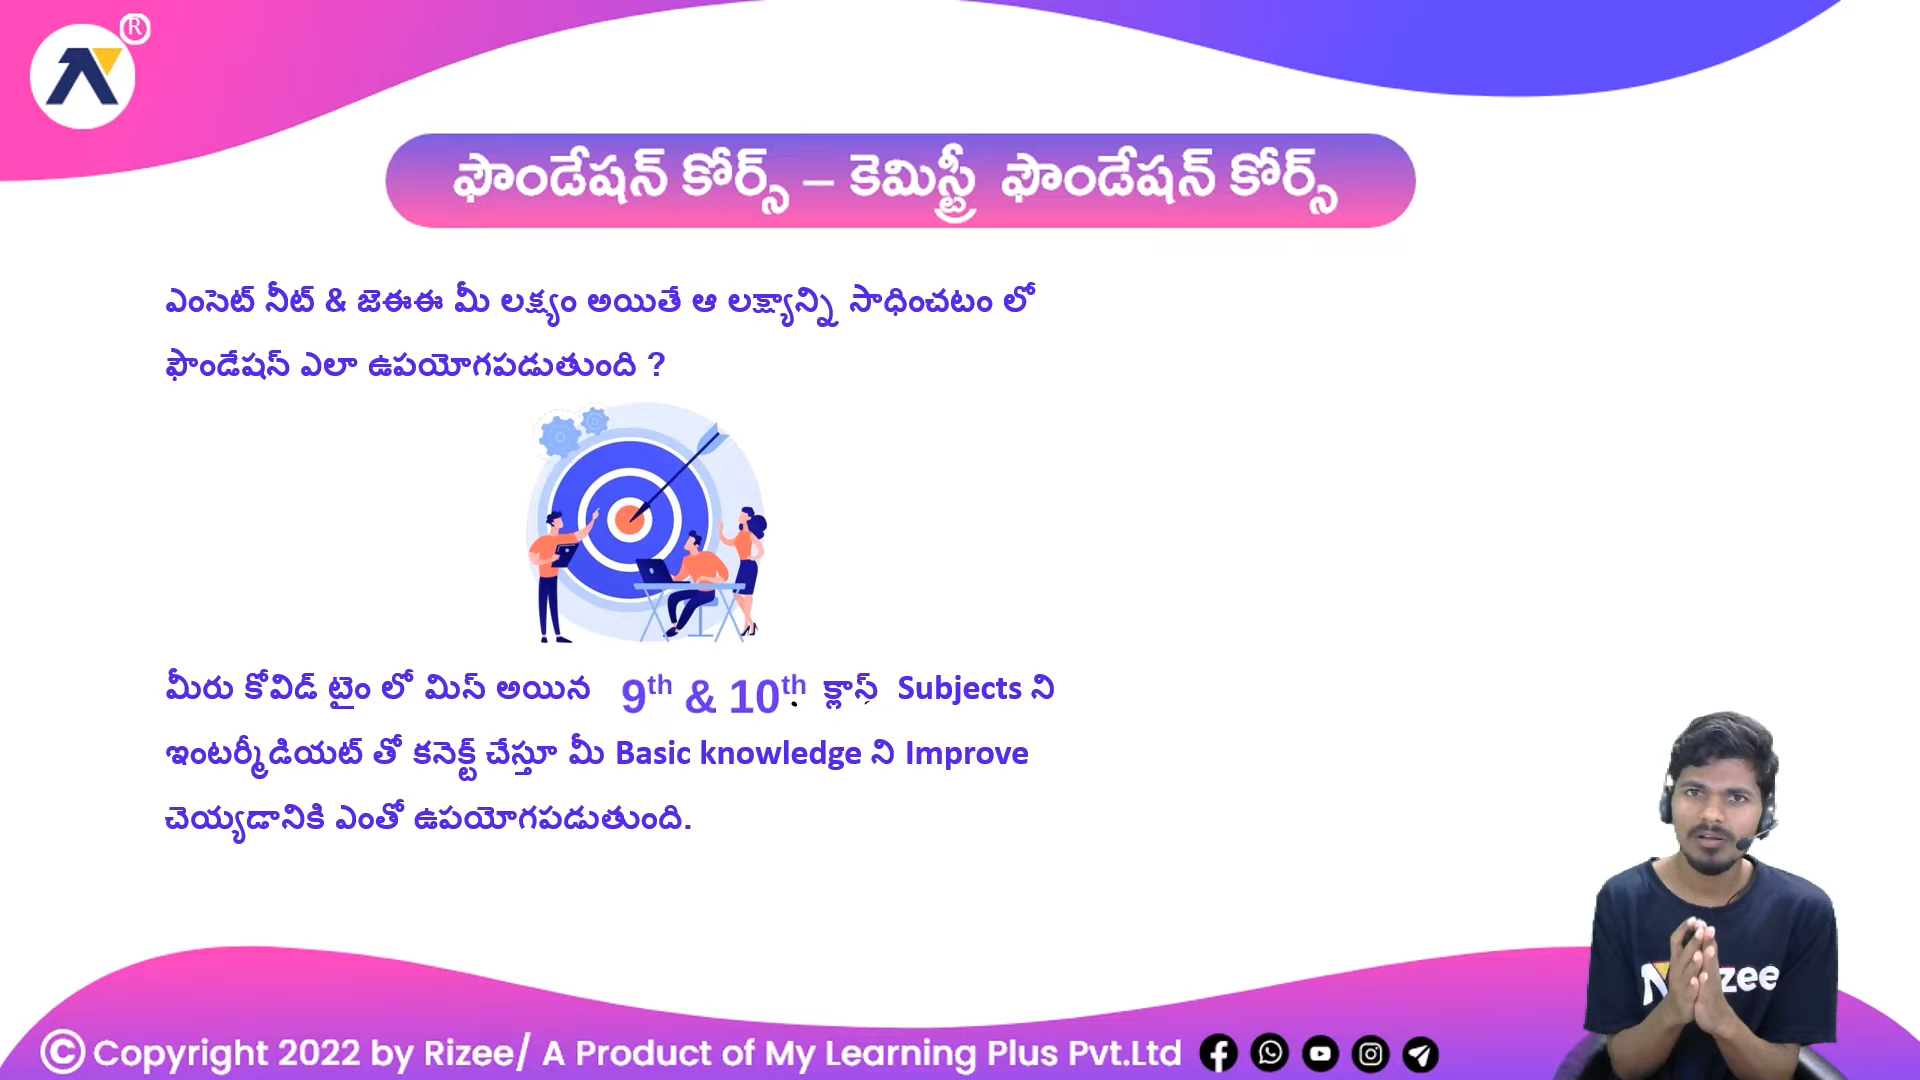 ®
ఫౌండేషన్ కోర్స్ – కెమిస్ట్రీ ఫౌండేషన్ కోర్స్
ఎంసెట్ నీట్ & జెఈఈ మీ లక్ష్యం అయితే ఆ లక్ష్యాన్ని సాధించటం లో
ఫౌండేషన్ ఎలా ఉపయోగపడుతుంది ?
మీరు కోవిడ్ టైం లో మిస్ అయిన 9th & 10th క్లాస్ Subjects ని
ఇంటర్మీడియట్ తో కనెక్ట్ చేస్తూ మీ Basic knowledge ని Improve
చెయ్యడానికి ఎంతో ఉపయోగపడుతుంది.
© Copyright 2022 by Rizee/ A Product of My Learning Plus Pvt.Ltd